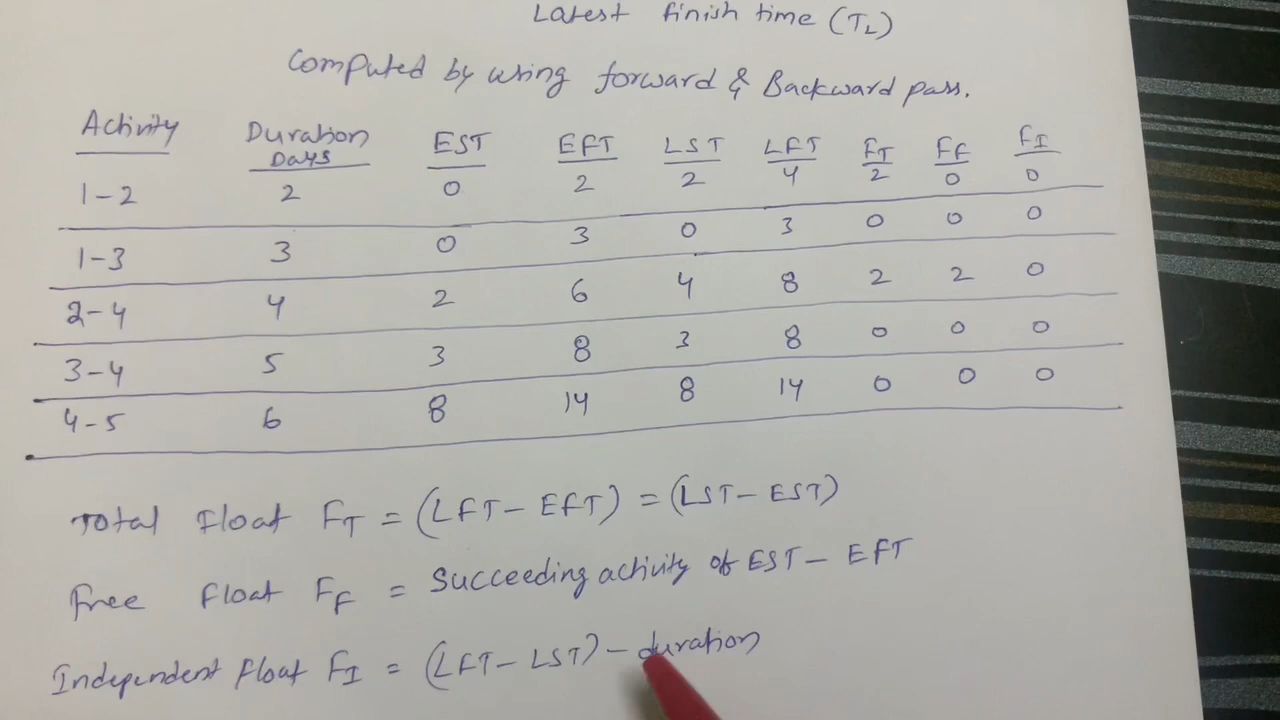 Latest finish time (TL)
Computed by using forward & Backward pass.
Activity Duration Days EST EFT LST LFT FT FF FI
1-2 2 0 2 2 4 2 0 0
1-3 3 0 3 0 3 0 0 0
2-4 4 2 6 4 8 2 2 0
3-4 5 3 8 3 8 0 0 0
4-5 6 8 14 8 14 0 0 0
Total Float FT = (LFT - EFT) = (LST - EST)
Free Float FF = Succeeding activity of EST - EFT
Independent float FI = (LFT - LST) - duration